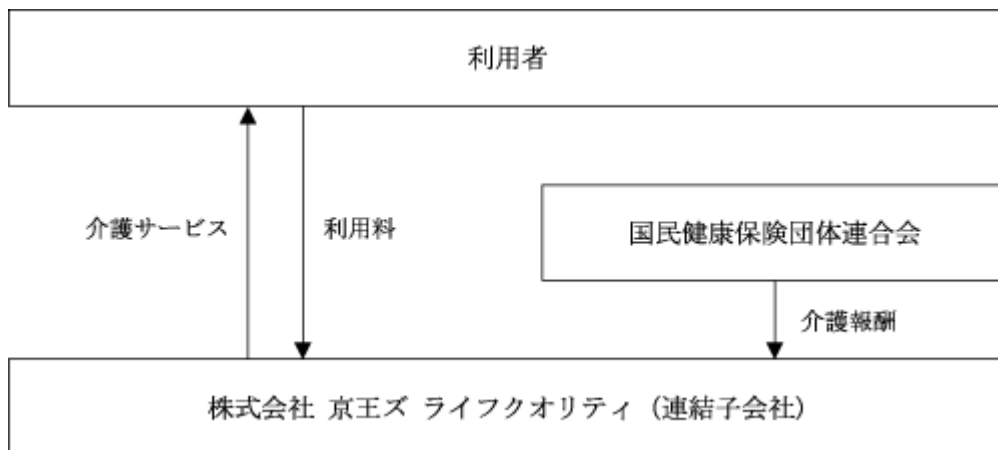 利用者
介護サービス
利用料
国民健康保険団体連合会
介護報酬
株式会社 京王ズ ライフクオリティ（連結子会社）